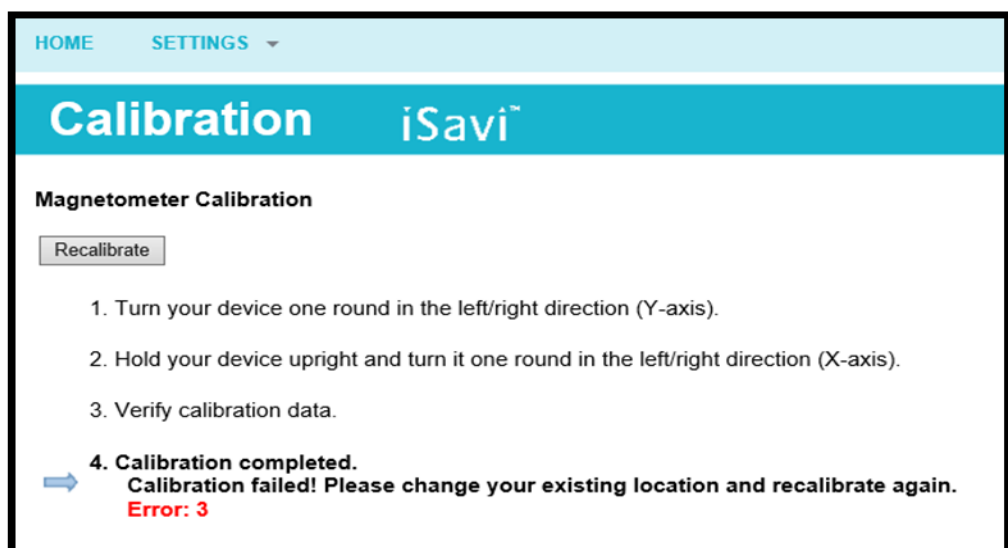 HOME SETTINGS
Calibration iSavi™
Magnetometer Calibration
Recalibrate
1. Turn your device one round in the left/right direction (Y-axis).
2. Hold your device upright and turn it one round in the left/right direction (X-axis).
3. Verify calibration data.
4. Calibration completed.
Calibration failed! Please change your existing location and recalibrate again.
Error: 3